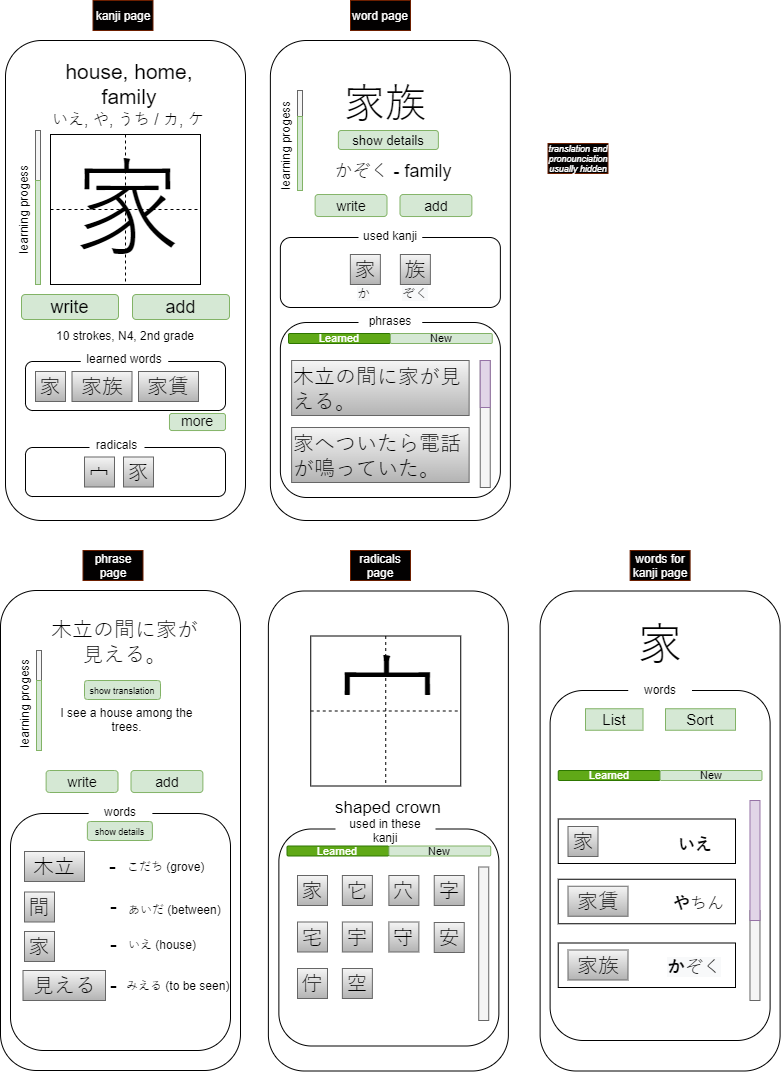 kanji page
house, home,
family
いえ, や, うち / カ, ケ
learning progess
家
write
add
10 strokes, N4, 2nd grade
learned words
家
家族
家賃
more
radicals
宀
豕
word page
家族
show details
learning progess
かぞく - family
write
add
used kanji
家
族
か
ぞく
phrases
Learned
New
木立の間に家が見
える。
家へついたら電話
が鳴っていた。
translation and
pronounciation
usually hidden
phrase
page
木立の間に家が
見える。
learning progess
show translation
I see a house among the
trees.
write
add
words
show details
木立 - こだち (grove)
間 - あいだ (between)
家 - いえ (house)
見える - みえる (to be seen)
radicals
page
宀
shaped crown
used in these
kanji
Learned
New
家 它 穴 字
宅 宇 守 安
佇 空
words for
kanji page
家
words
List
Sort
Learned
New
家 いえ
家賃 やちん
家族 かぞく